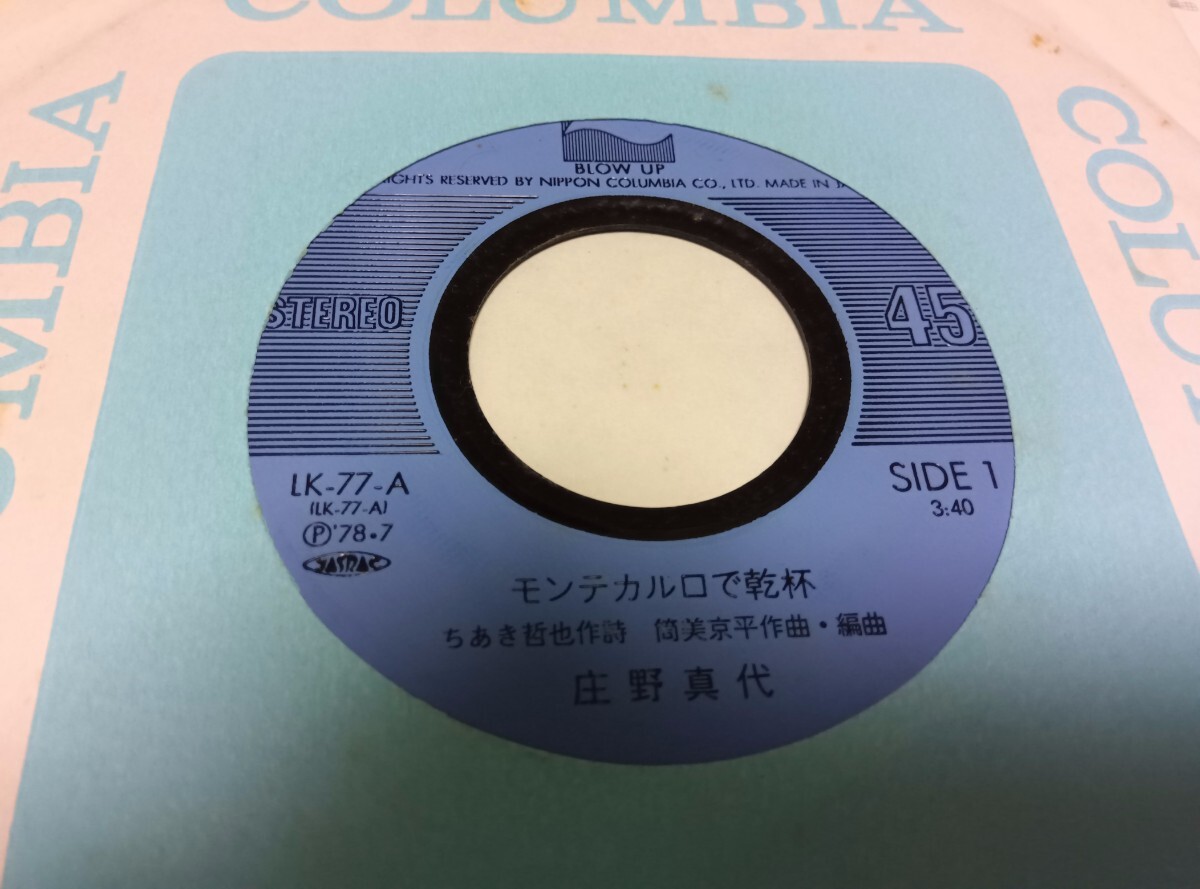 COLUMBIA
BLOW UP
RIGHTS RESERVED BY NIPPON COLUMBIA CO., LTD. MADE IN JA
STEREO
45
LK-77-A
(LK-77-A)
Ⓟ'78•7
JASRAC
SIDE 1
3:40
モンテカルロで乾杯
ちあき哲也作詩 筒美京平作曲・編曲
庄野真代
MBIA
COLU